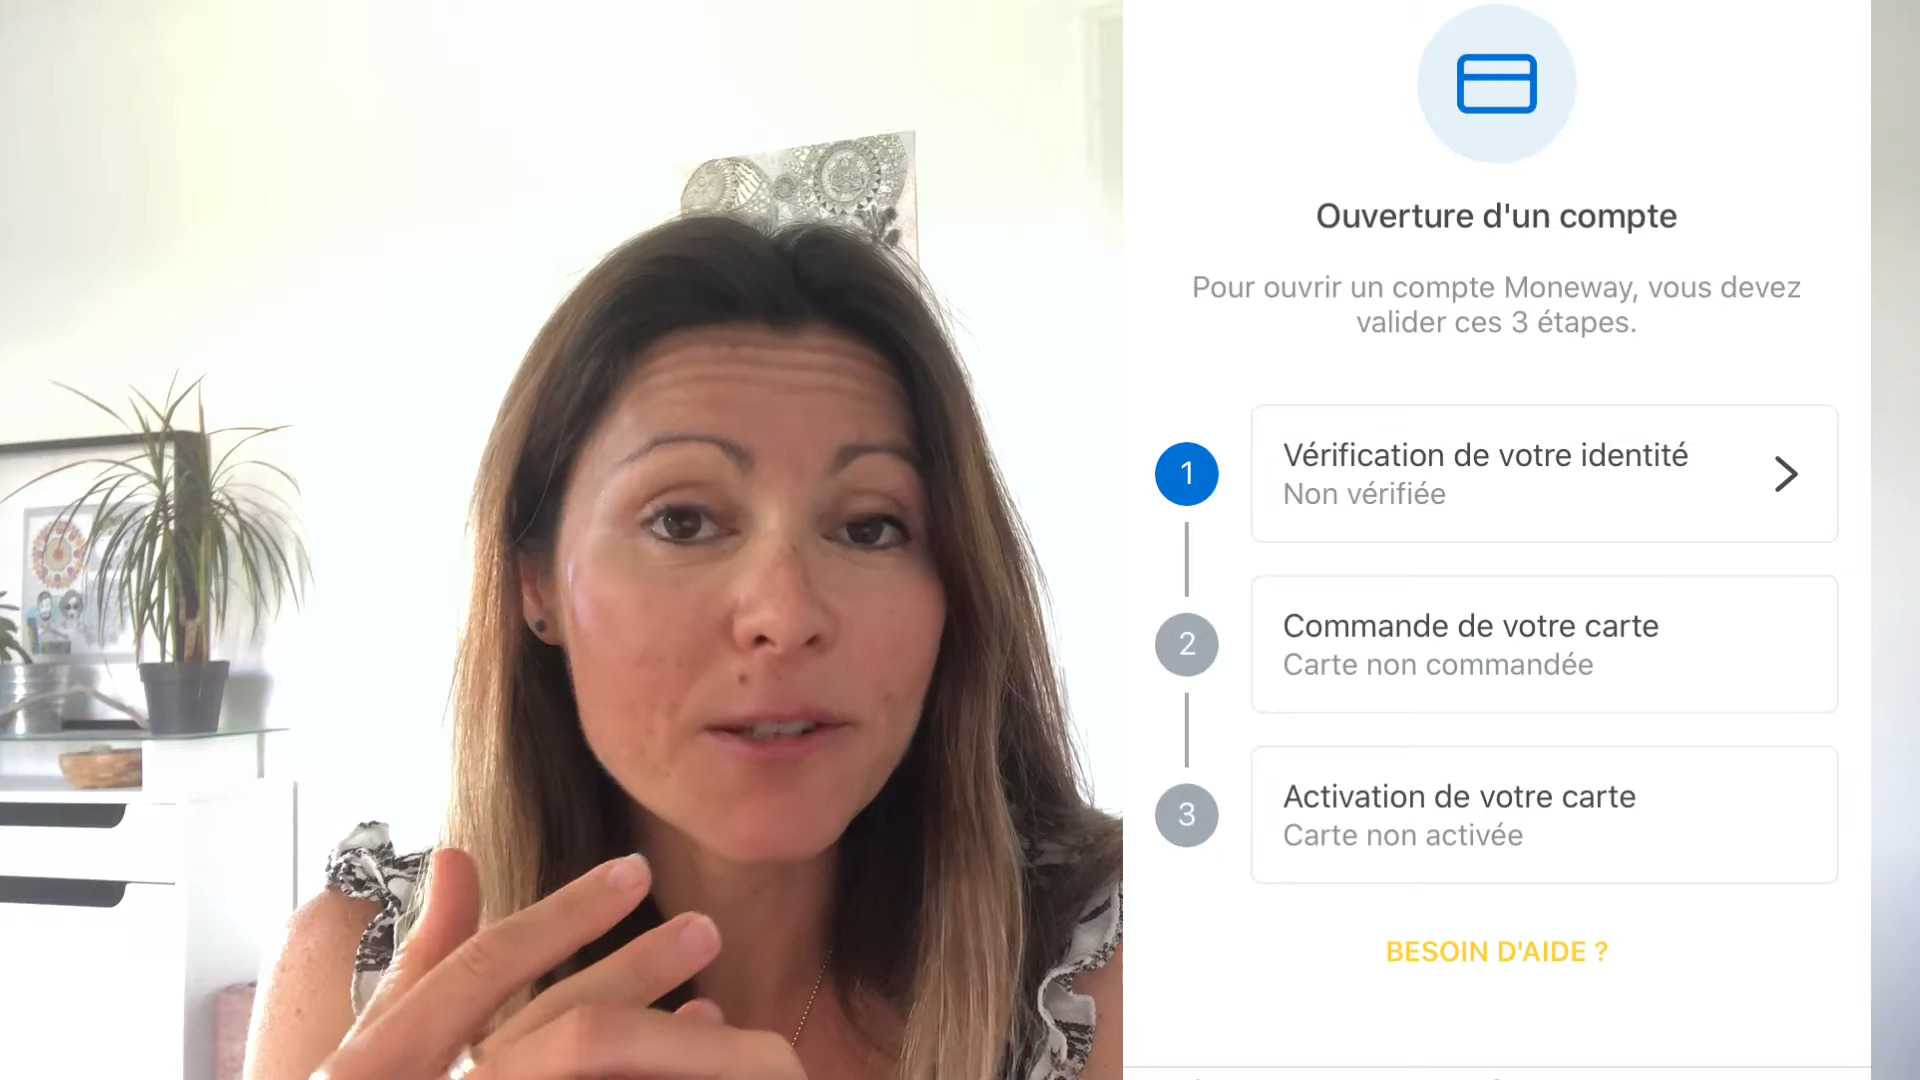 Ouverture d'un compte
Pour ouvrir un compte Moneway, vous devez
valider ces 3 étapes.
1
Vérification de votre identité
Non vérifiée
2
Commande de votre carte
Carte non commandée
3
Activation de votre carte
Carte non activée
BESOIN D'AIDE ?